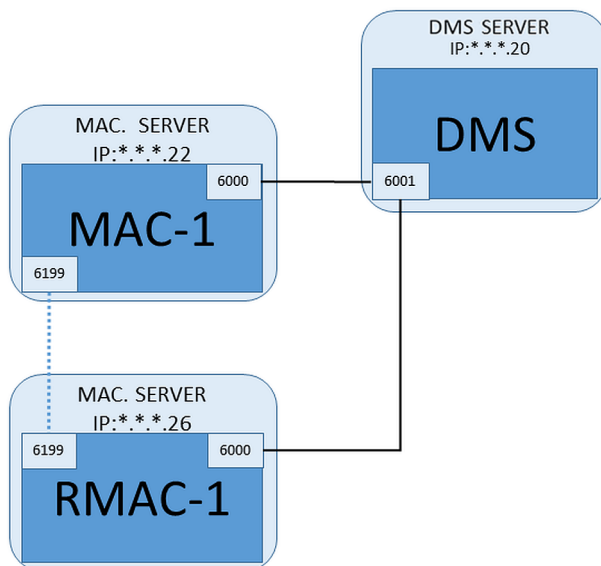 DMS SERVER
IP:*.*.*.20
DMS
6001
MAC. SERVER
IP:*.*.*.22
6000
MAC-1
6199
MAC. SERVER
IP:*.*.*.26
6199
6000
RMAC-1